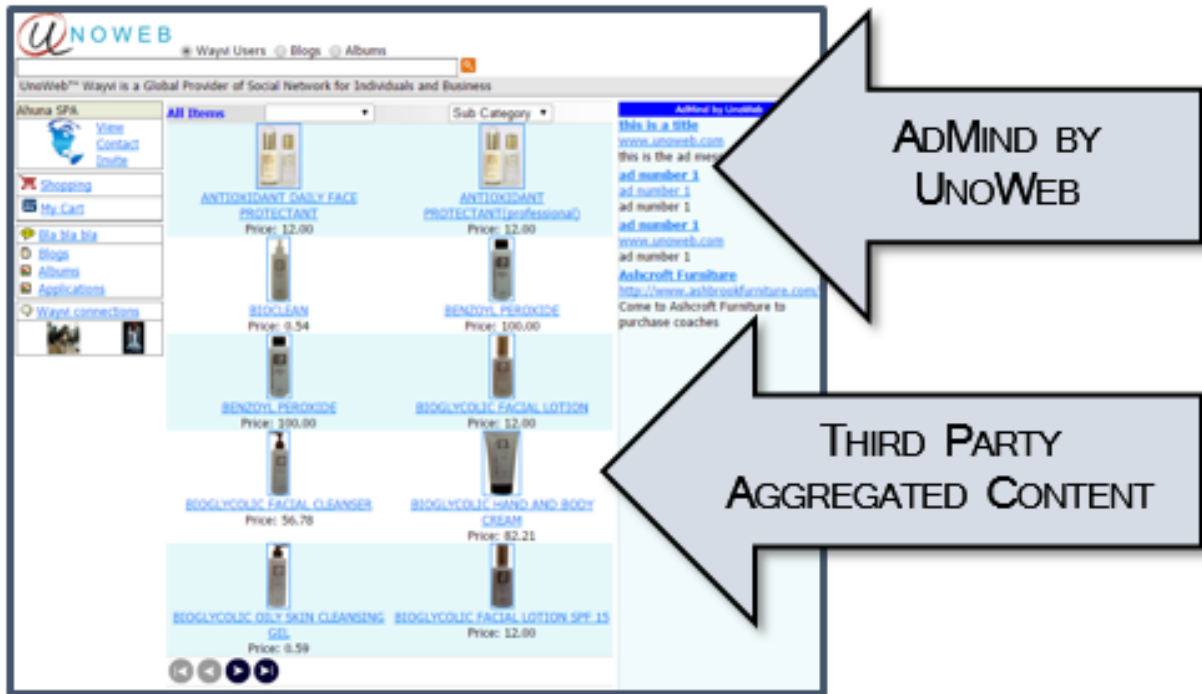 UNOWEB
Wayvi Users Blogs Albums
UnoWeb™ Wayvi is a Global Provider of Social Network for Individuals and Business
Ahuna SPA
View
Contact
Invite
Shopping
My Cart
Bla bla bla
Blogs
Albums
Applications
Wayvi connections
All Items
Sub Category
ANTIOXIDANT DAILY FACE
PROTECTANT
Price: 12.00
ANTIOXIDANT
PROTECTANT(professional)
Price: 12.00
BIOCLEAN
Price: 0.54
BENZOYL PEROXIDE
Price: 100.00
BENZOYL PEROXIDE
Price: 100.00
BIOGLYCOLIC FACIAL LOTION
Price: 12.00
BIOGLYCOLIC FACIAL CLEANSER
Price: 56.78
BIOGLYCOLIC HAND AND BODY
CREAM
Price: 82.21
BIOGLYCOLIC OILY SKIN CLEANSING
GEL
Price: 0.59
BIOGLYCOLIC FACIAL LOTION SPF 15
Price: 12.00
AdMind by UnoWeb
this is a title
www.unoweb.com
this is the ad mes
ad number 1
ad number 1
ad number 1
ad number 1
www.unoweb.com
ad number 1
Ashcroft Furniture
http://www.ashbrookfurniture.com/
Come to Ashcroft Furniture to
purchase coaches
ADMIND BY
UNOWEB
THIRD PARTY
AGGREGATED CONTENT